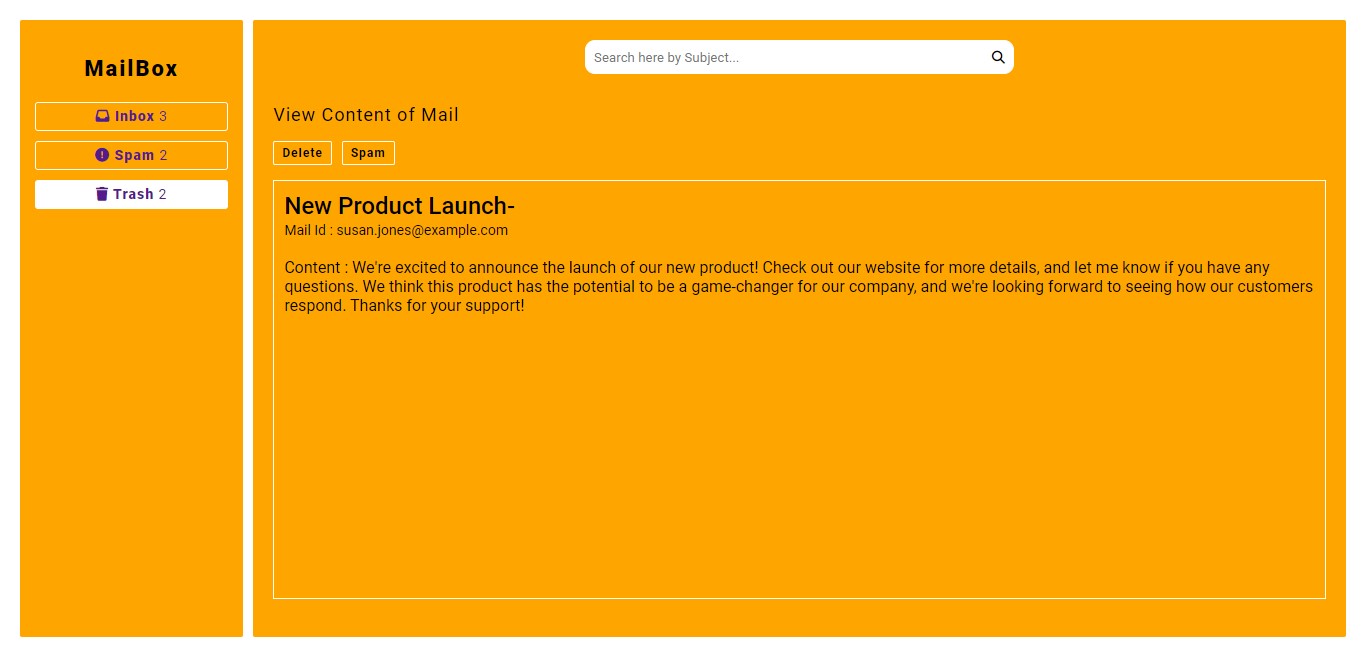 MailBox
Inbox 3
Spam 2
Trash 2
Search here by Subject...
View Content of Mail
Delete Spam
New Product Launch-
Mail Id : susan.jones@example.com
Content : We're excited to announce the launch of our new product! Check out our website for more details, and let me know if you have any
questions. We think this product has the potential to be a game-changer for our company, and we're looking forward to seeing how our customers
respond. Thanks for your support!